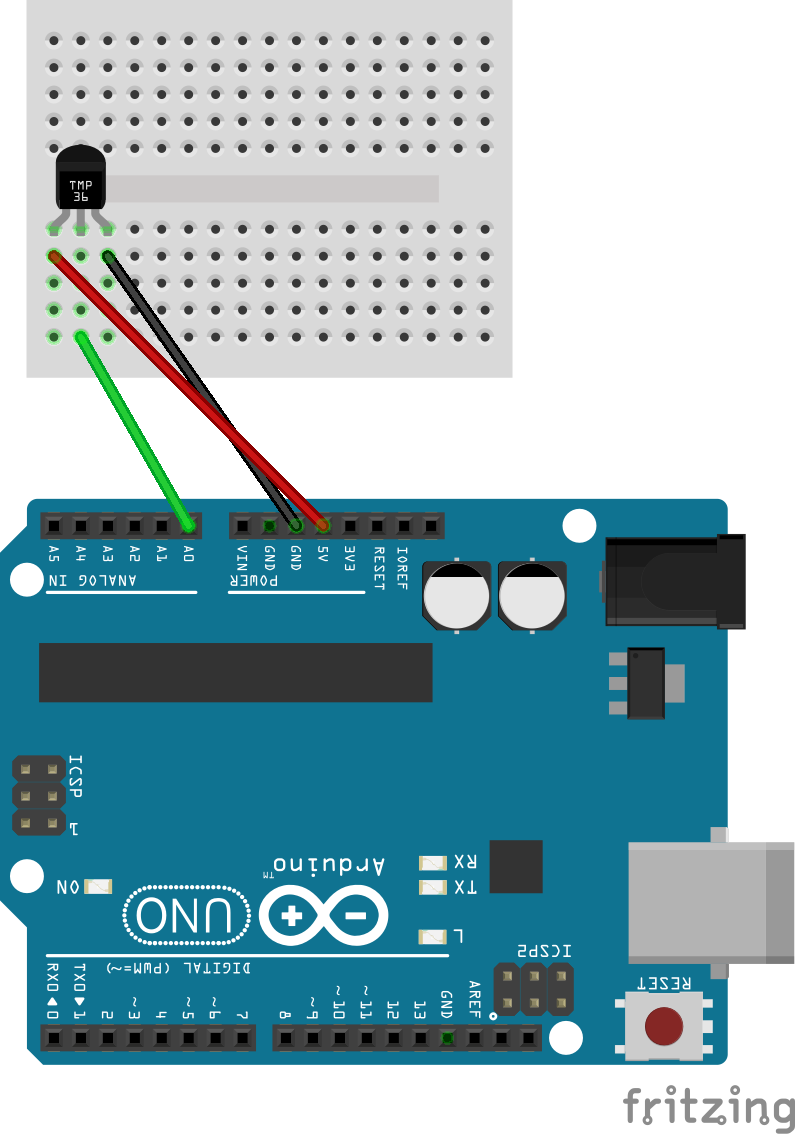 TMP
36
A5 A4 A3 A2 A1 A0
VIN GND GND 5V 3V3 RESET IOREF
ANALOG IN
POWER
ICSP
1
Arduino™
RX
TX
ON
UNO
L
ICSP2
DIGITAL (PWM=~)
RESET
RX0◀0 TX0▶1 2 ~3 4 ~5 ~6 7
8 ~9 ~10 ~11 12 13 GND AREF
fritzing